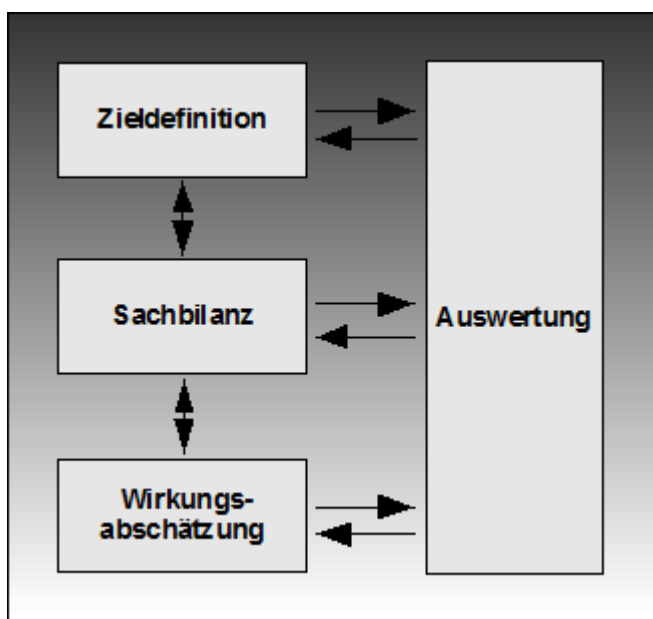 Zieldefinition
Sachbilanz
Auswertung
Wirkungs-
abschätzung